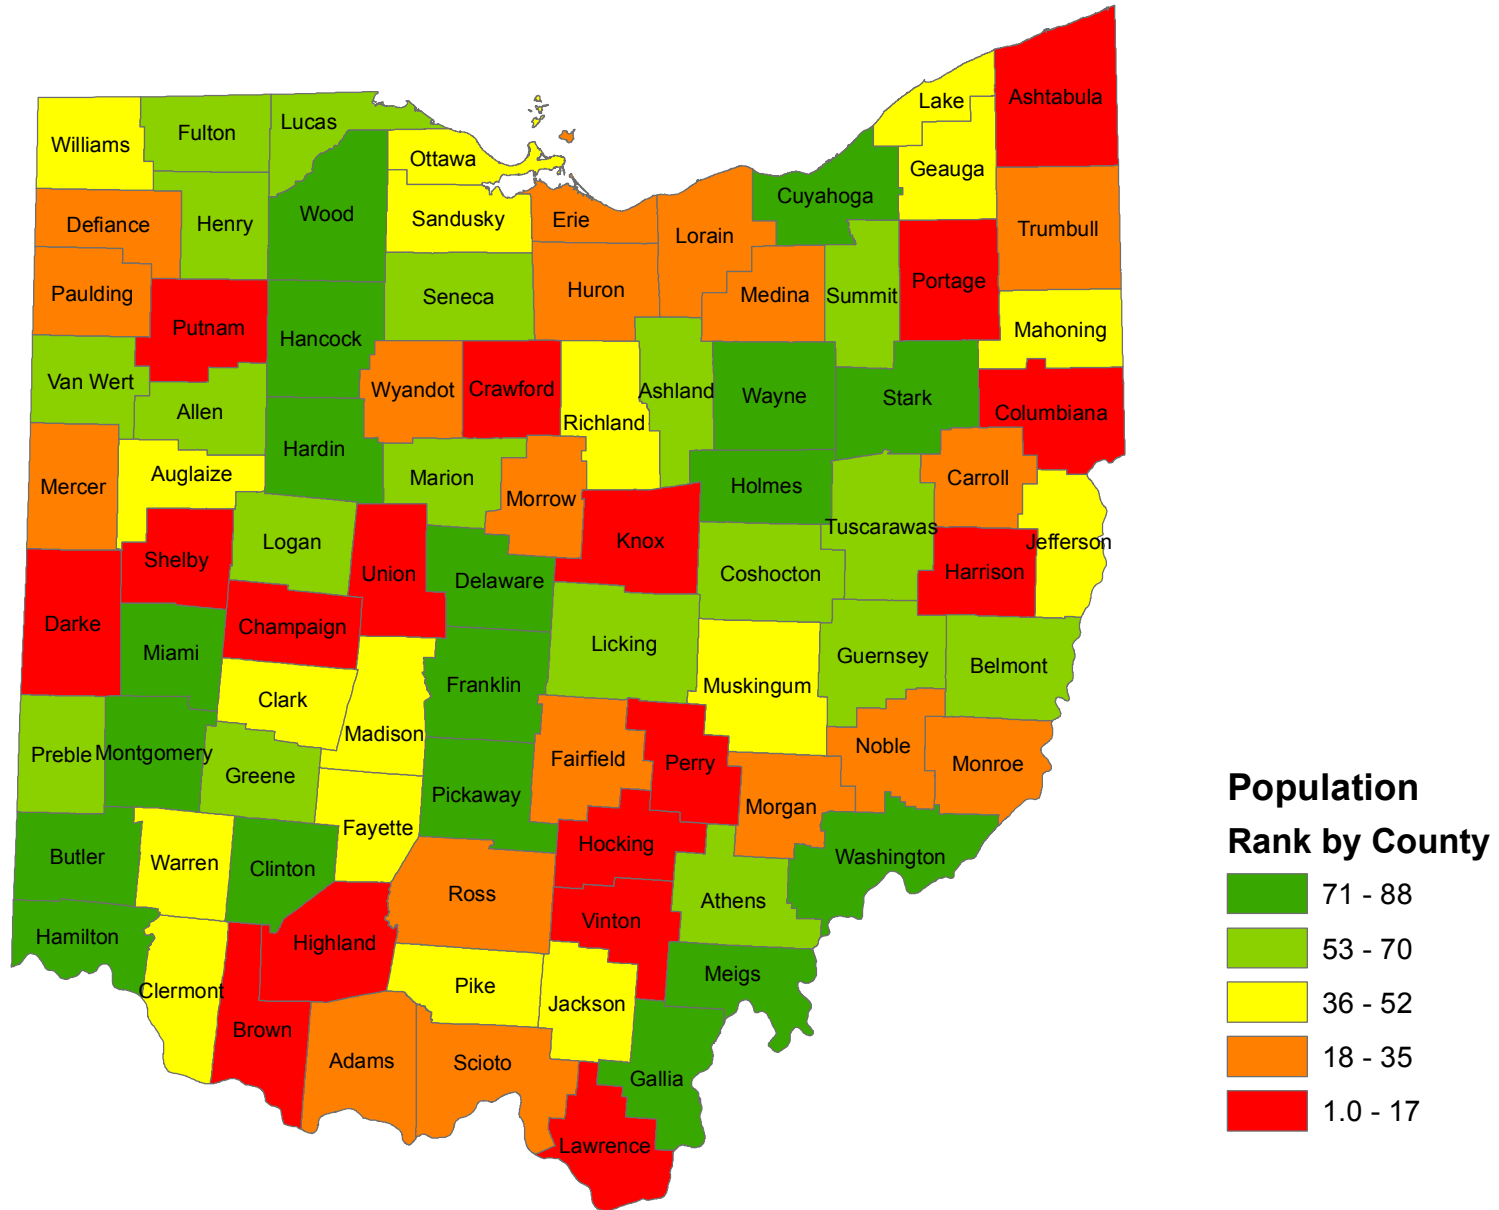 Williams
Fulton
Lucas
Ottawa
Lake
Ashtabula
Geauga
Defiance
Henry
Wood
Sandusky
Erie
Lorain
Cuyahoga
Trumbull
Paulding
Putnam
Hancock
Seneca
Huron
Medina
Summit
Portage
Mahoning
Van Wert
Allen
Wyandot
Crawford
Richland
Ashland
Wayne
Stark
Columbiana
Mercer
Auglaize
Hardin
Marion
Morrow
Holmes
Carroll
Tuscarawas
Jefferson
Shelby
Logan
Union
Delaware
Knox
Coshocton
Harrison
Darke
Miami
Champaign
Franklin
Licking
Muskingum
Guernsey
Belmont
Clark
Madison
Preble
Montgomery
Greene
Pickaway
Fairfield
Perry
Morgan
Noble
Monroe
Butler
Warren
Clinton
Fayette
Ross
Hocking
Athens
Washington
Hamilton
Clermont
Highland
Vinton
Meigs
Brown
Adams
Pike
Jackson
Scioto
Gallia
Lawrence
Population
Rank by County
71 - 88
53 - 70
36 - 52
18 - 35
1.0 - 17